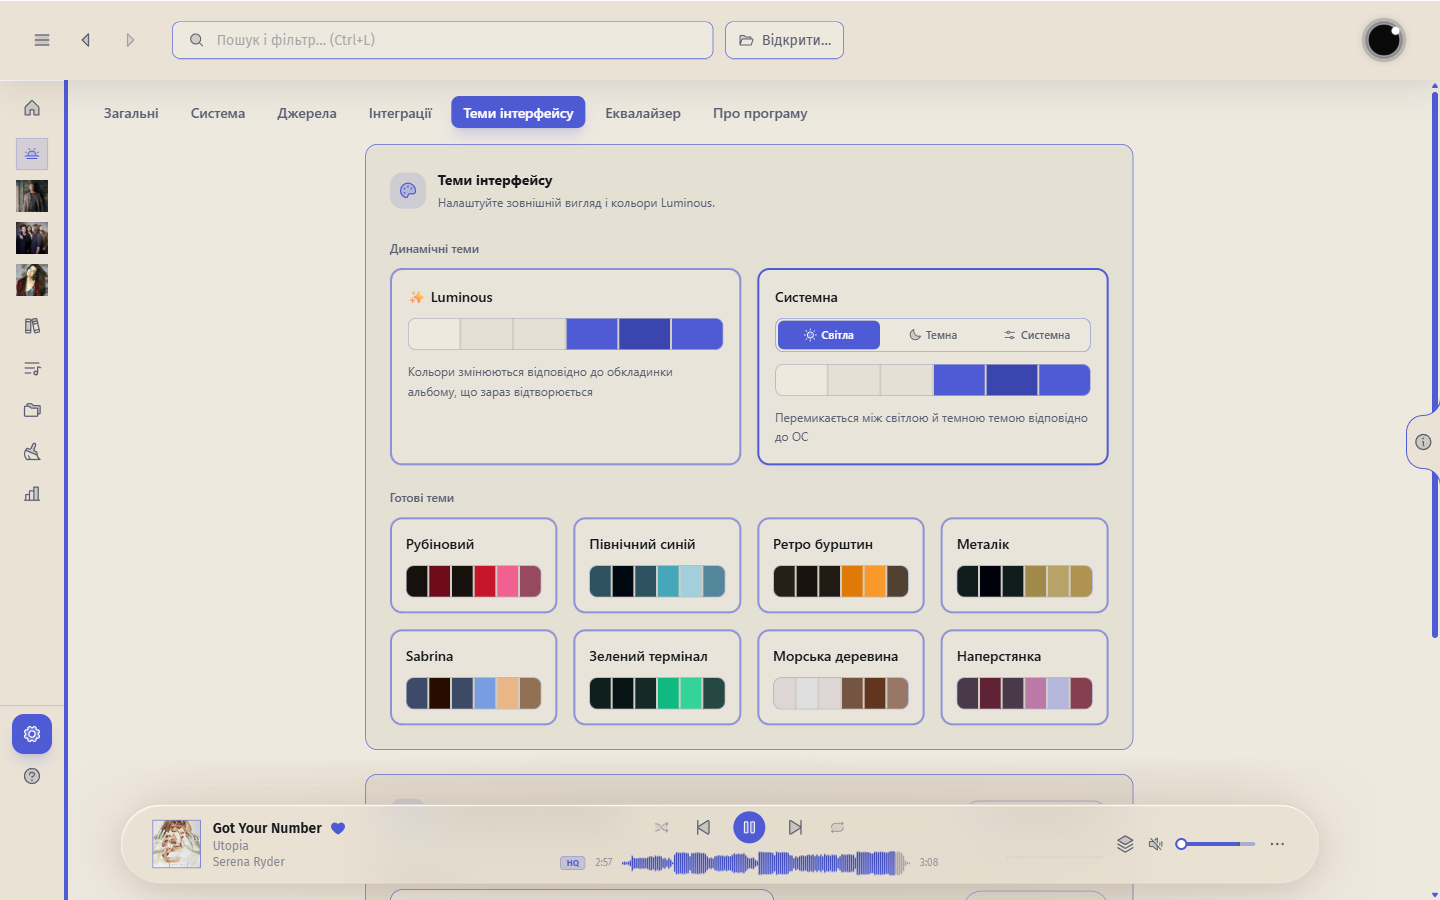 Пошук і фільтр... (Ctrl+L)
Відкрити...
Загальні
Система
Джерела
Інтеграції
Теми інтерфейсу
Еквалайзер
Про програму
Теми інтерфейсу
Налаштуйте зовнішній вигляд і кольори Luminous.
Динамічні теми
Luminous
Кольори змінюються відповідно до обкладинки
альбому, що зараз відтворюється
Системна
Світла
Темна
Системна
Перемикається між світлою й темною темою відповідно
до ОС
Готові теми
Рубіновий
Північний синій
Ретро бурштин
Металік
Sabrina
Зелений термінал
Морська деревина
Наперстянка
Got Your Number
Utopia
Serena Ryder
HQ
2:57
3:08